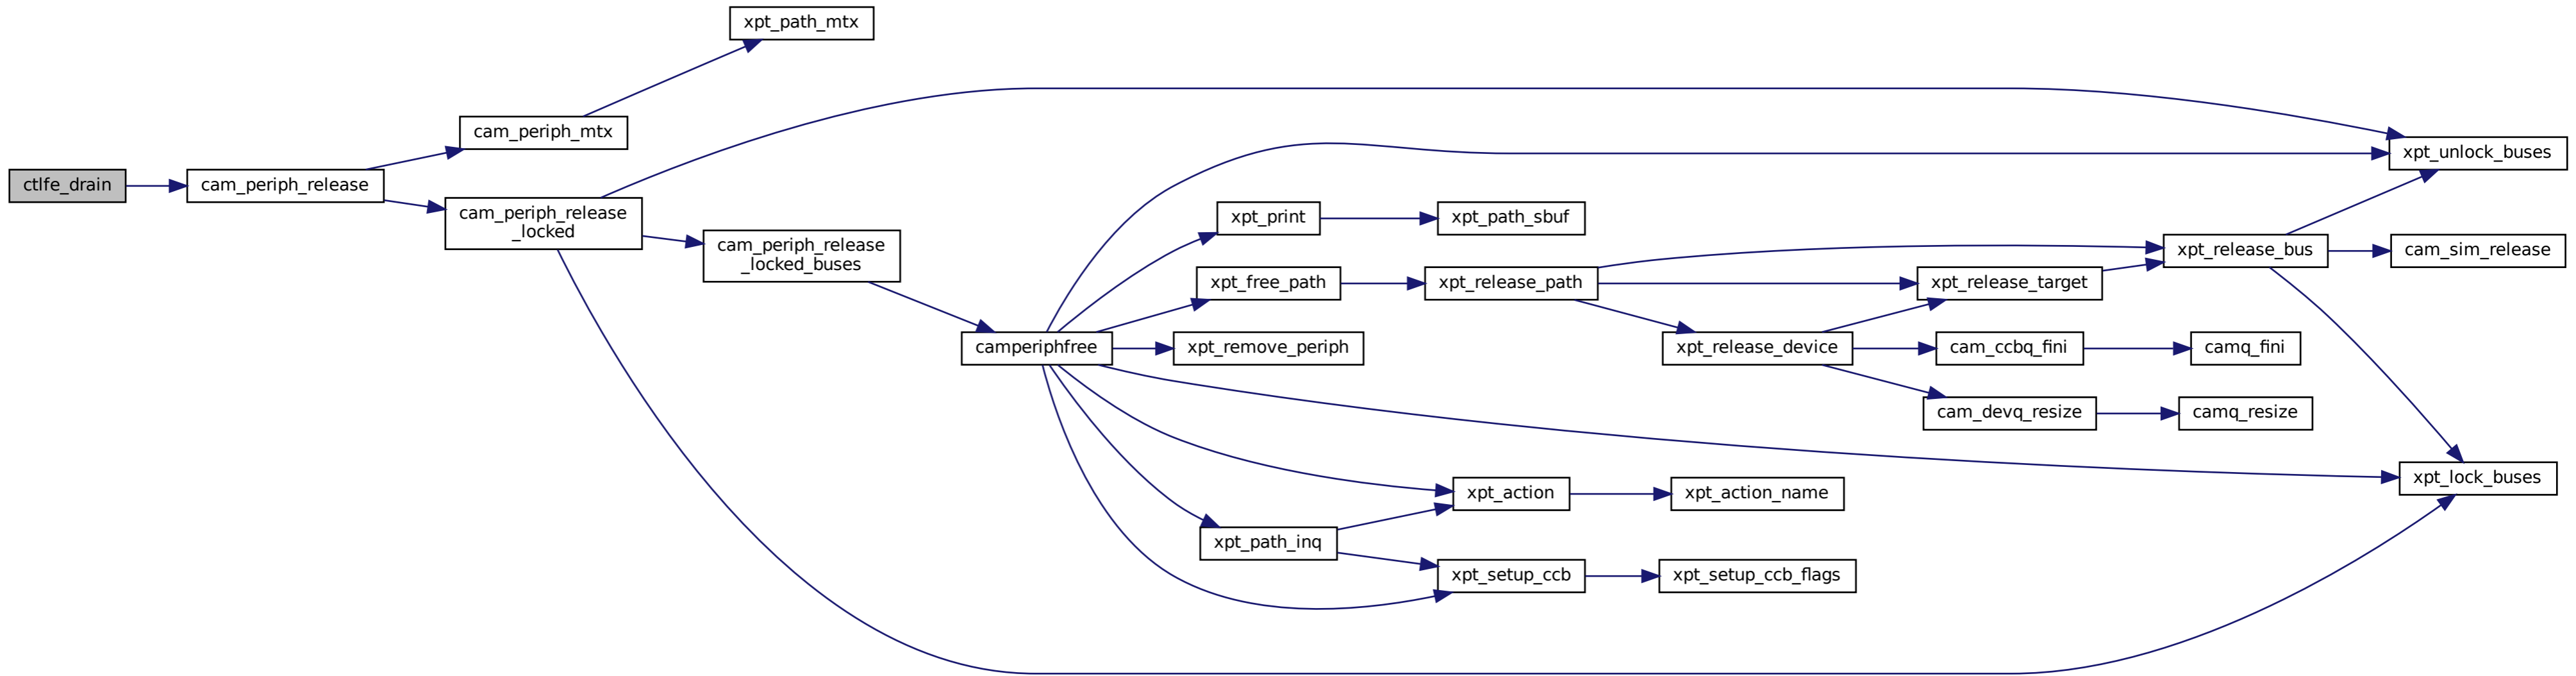 xpt_path_mtx
cam_periph_mtx
xpt_unlock_buses
ctlfe_drain
cam_periph_release
cam_periph_release
_locked
xpt_print
xpt_path_sbuf
cam_periph_release
_locked_buses
xpt_release_bus
cam_sim_release
xpt_free_path
xpt_release_path
xpt_release_target
camperiphfree
xpt_remove_periph
xpt_release_device
cam_ccbq_fini
camq_fini
cam_devq_resize
camq_resize
xpt_lock_buses
xpt_action
xpt_action_name
xpt_path_inq
xpt_setup_ccb
xpt_setup_ccb_flags